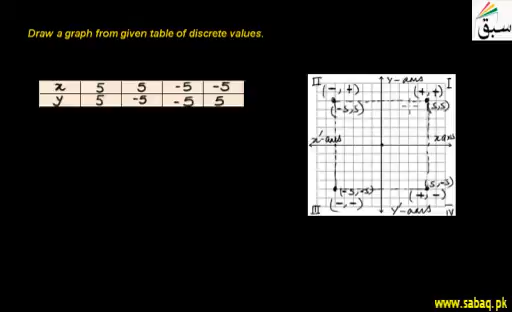 سبق
Draw a graph from given table of discrete values.
x 5 5 -5 -5
y 5 -5 -5 5
II Y-axis I
(-,+) (+,+)
(-5,5) (5,5)
x'-axis x axis
(-5,-5) (5,-5)
(-,-) (+,-)
III Y'-axis IV
www.sabaq.pk